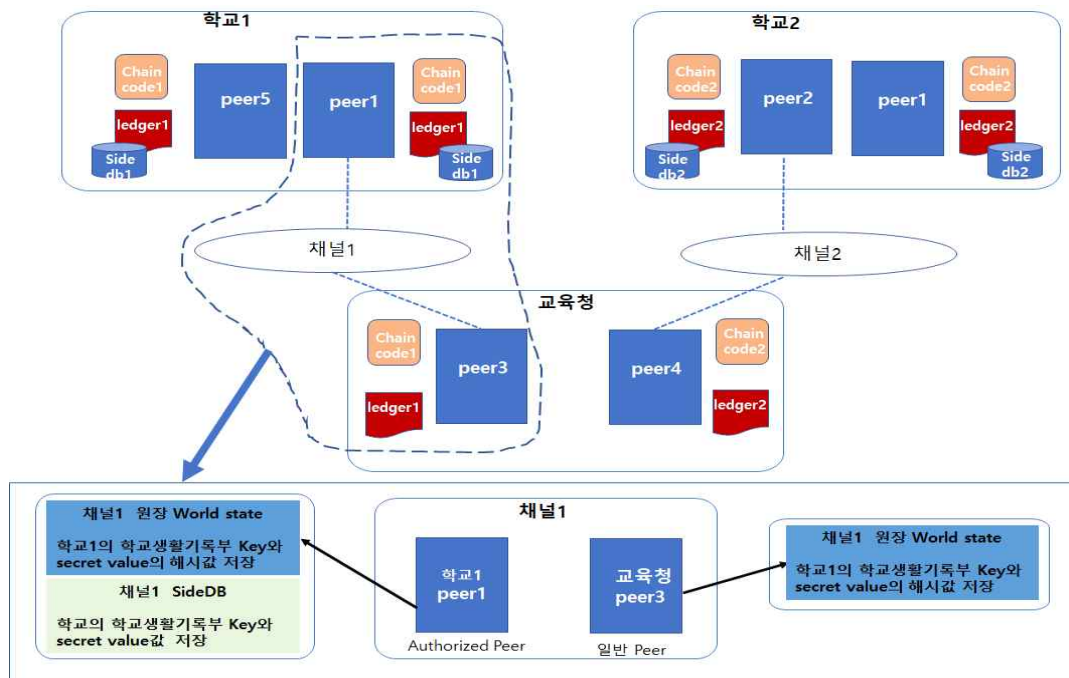 학교1
Chain
code1
peer5
ledger1
Side
db1
peer1
Chain
code1
ledger1
Side
db1
학교2
Chain
code2
peer2
ledger2
Side
db2
peer1
Chain
code2
ledger2
Side
db2
채널1
채널2
교육청
Chain
code1
peer3
ledger1
peer4
Chain
code2
ledger2
채널1 원장 World state
학교1의 학교생활기록부 Key와
secret value의 해시값 저장
채널1 SideDB
학교의 학교생활기록부 Key와
secret value값 저장
채널1
학교1
peer1
Authorized Peer
교육청
peer3
일반 Peer
채널1 원장 World state
학교1의 학교생활기록부 Key와
secret value의 해시값 저장